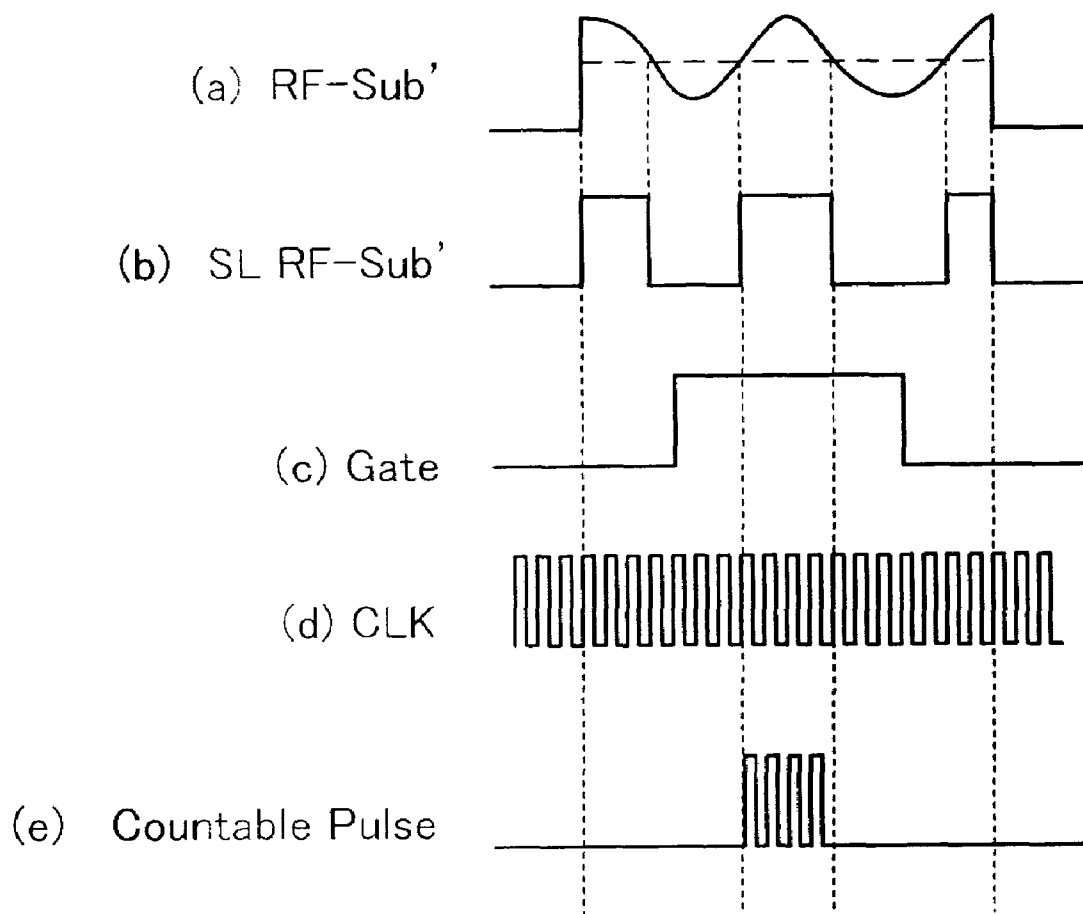 (a) RF-Sub'
(b) SL RF-Sub'
(c) Gate
(d) CLK
(e) Countable Pulse